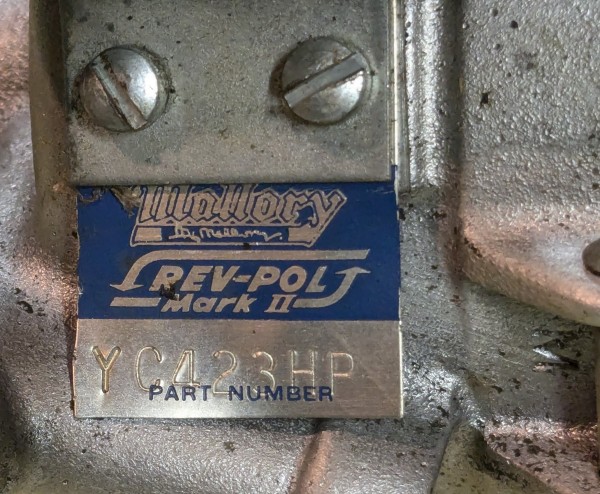 Mallory
REV-POL
Mark II
YC423HP
PART NUMBER